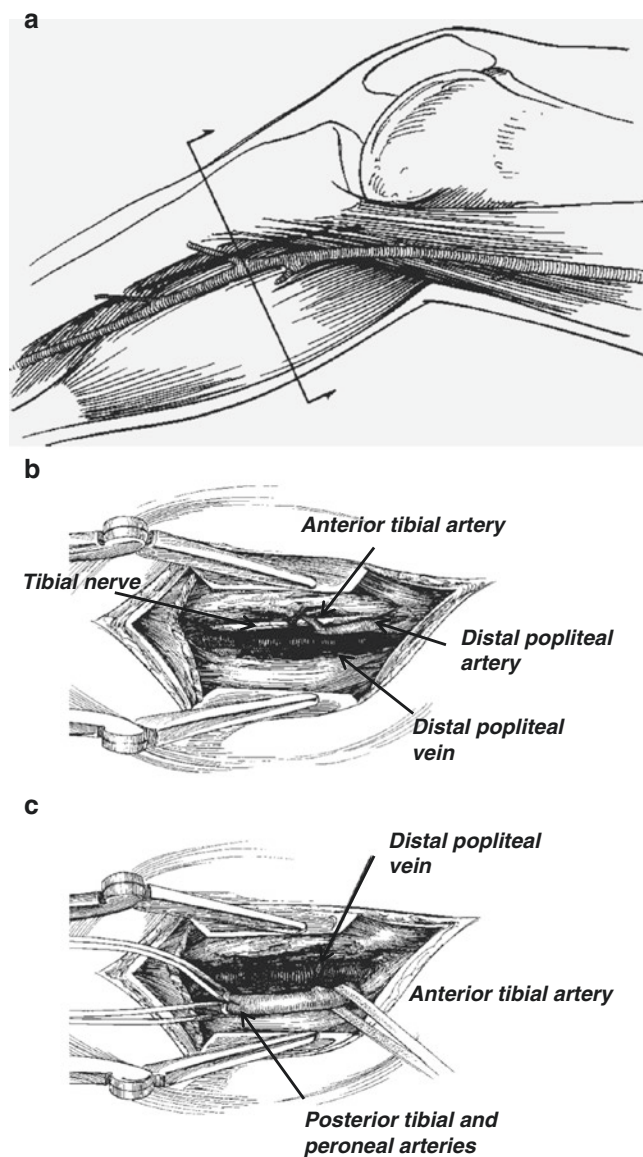 a
b
Anterior tibial artery
Tibial nerve
Distal popliteal
artery
Distal popliteal
vein
c
Distal popliteal
vein
Anterior tibial artery
Posterior tibial and
peroneal arteries